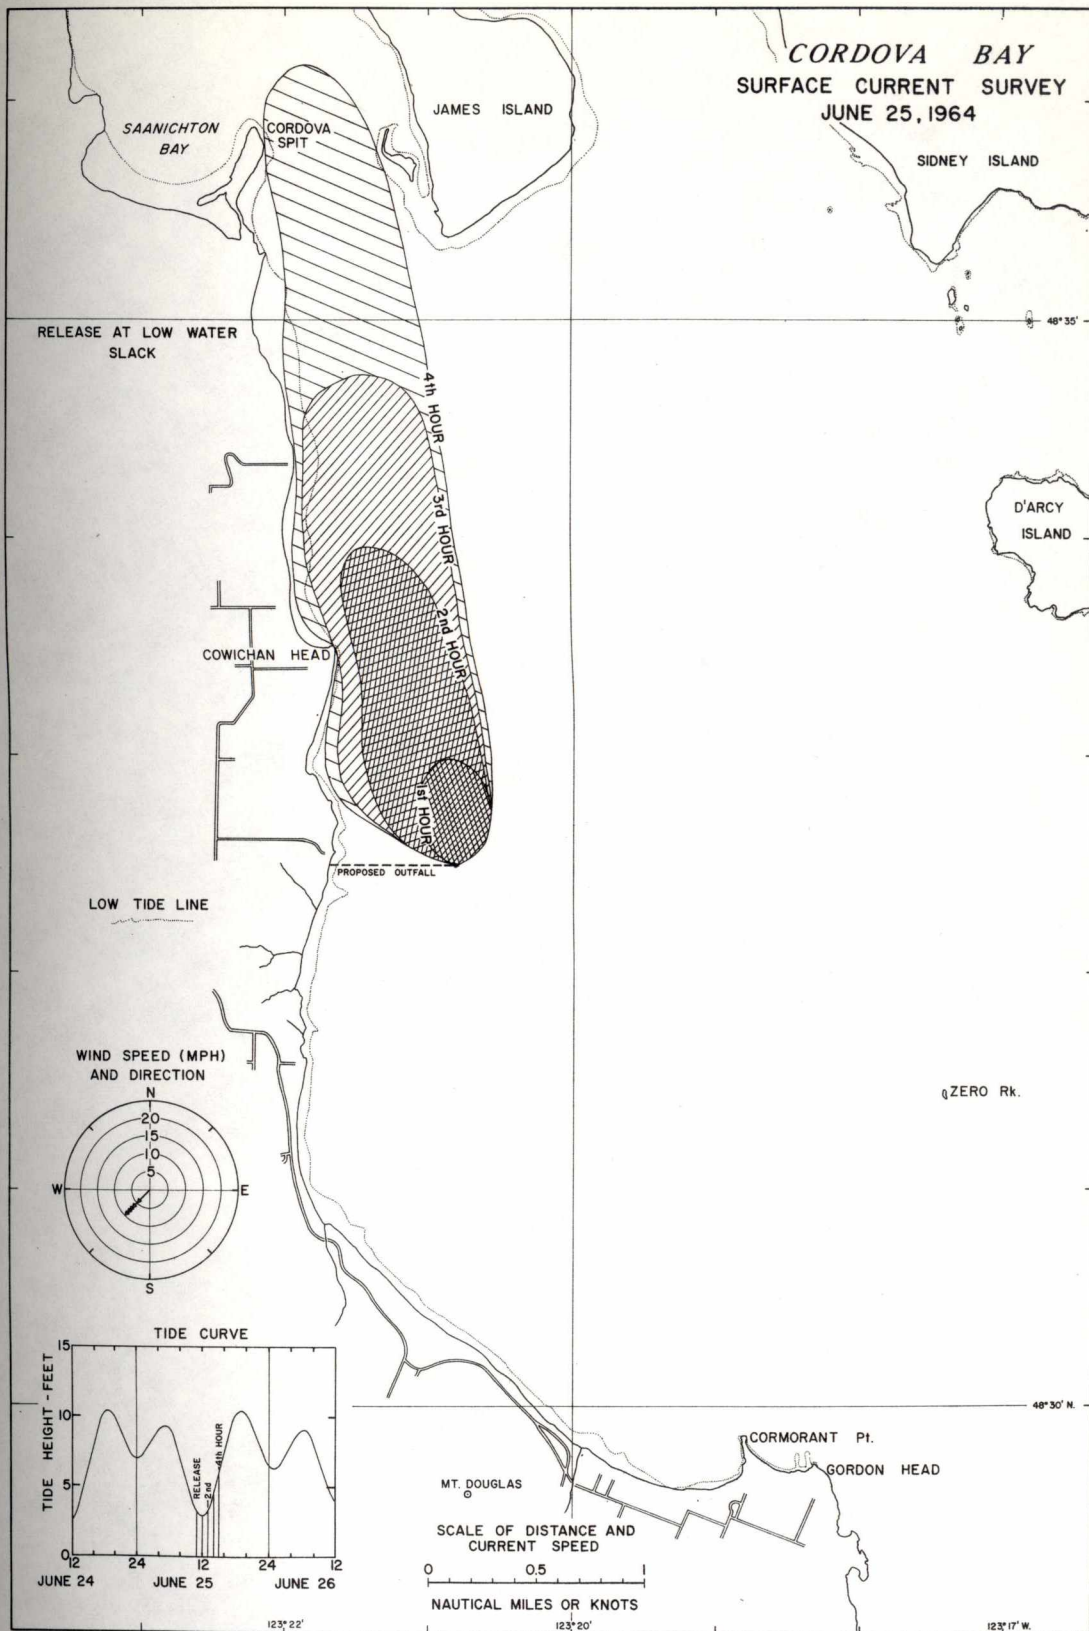 CORDOVA BAY
SURFACE CURRENT SURVEY
JUNE 25, 1964
JAMES ISLAND
SAANICHTON
BAY
CORDOVA
SPIT
SIDNEY ISLAND
48° 35'
RELEASE AT LOW WATER
SLACK
4th HOUR
3rd HOUR
D'ARCY
ISLAND
2nd HOUR
COWICHAN HEAD
1st HOUR
PROPOSED OUTFALL
LOW TIDE LINE
WIND SPEED (MPH)
AND DIRECTION
N
20
15
10
5
W
E
S
ZERO Rk.
TIDE CURVE
TIDE HEIGHT - FEET
15
10
5
0
RELEASE
2nd
4th HOUR
12
24
12
24
12
JUNE 24
JUNE 25
JUNE 26
48° 30' N.
CORMORANT Pt.
GORDON HEAD
MT. DOUGLAS
SCALE OF DISTANCE AND
CURRENT SPEED
0
0.5
1
NAUTICAL MILES OR KNOTS
123° 22'
123° 20'
123° 17' W.